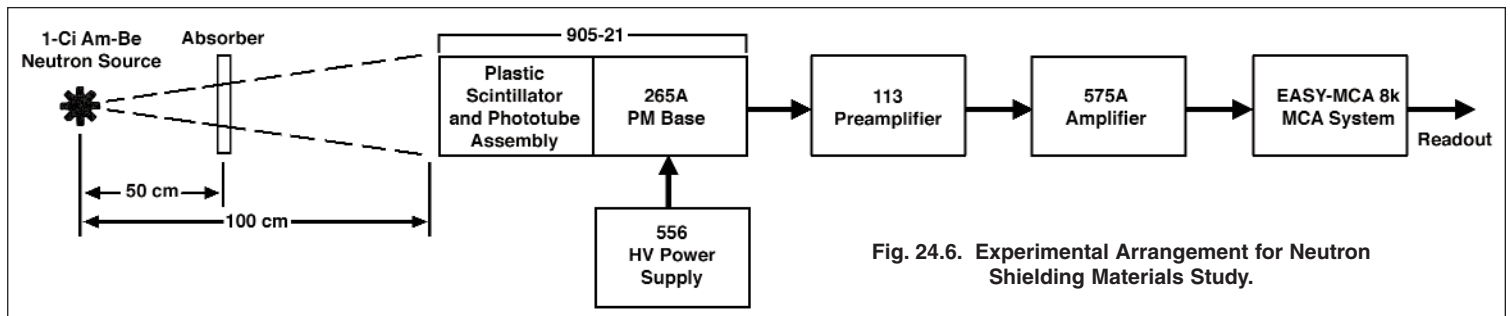 1-Ci Am-Be
Neutron Source
Absorber
905-21
Plastic
Scintillator
and Phototube
Assembly
265A
PM Base
113
Preamplifier
575A
Amplifier
EASY-MCA 8k
MCA System
Readout
50 cm
100 cm
556
HV Power
Supply
Fig. 24.6. Experimental Arrangement for Neutron
Shielding Materials Study.